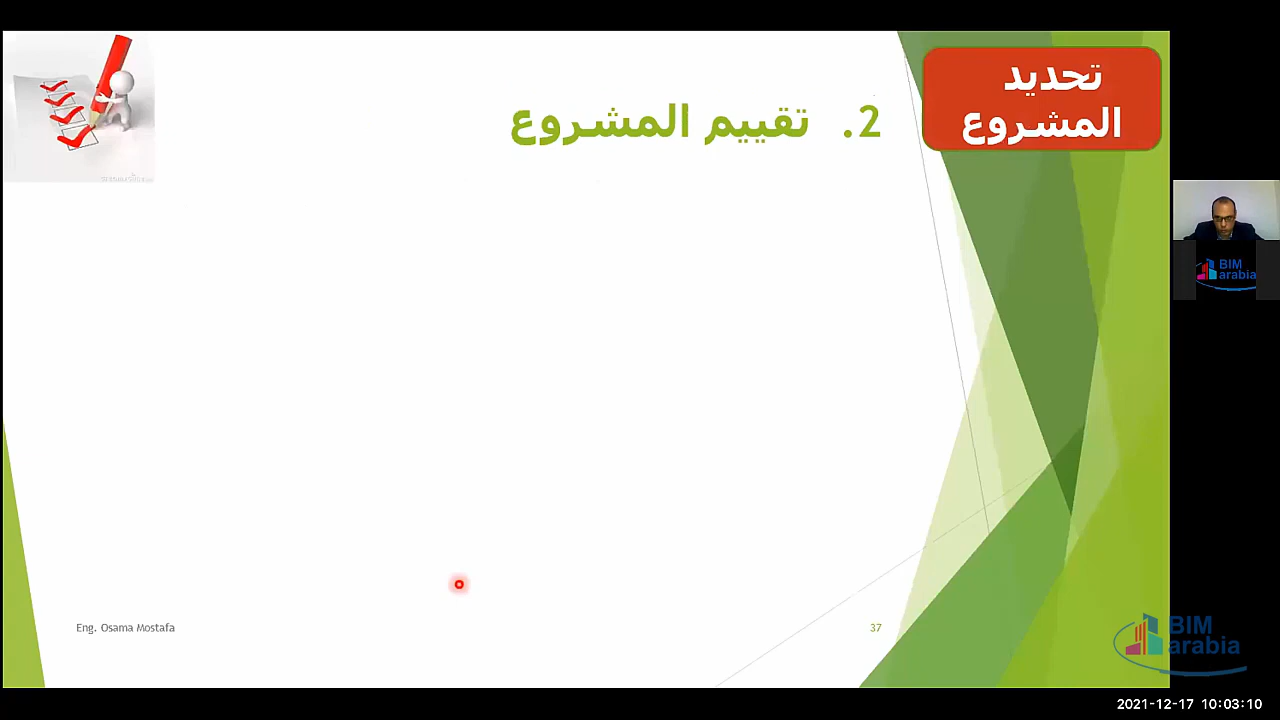 تحديد
المشروع
2. تقييم المشروع
BIM
arabia
Eng. Osama Mostafa
37
BIM
arabia
2021-12-17 10:03:10